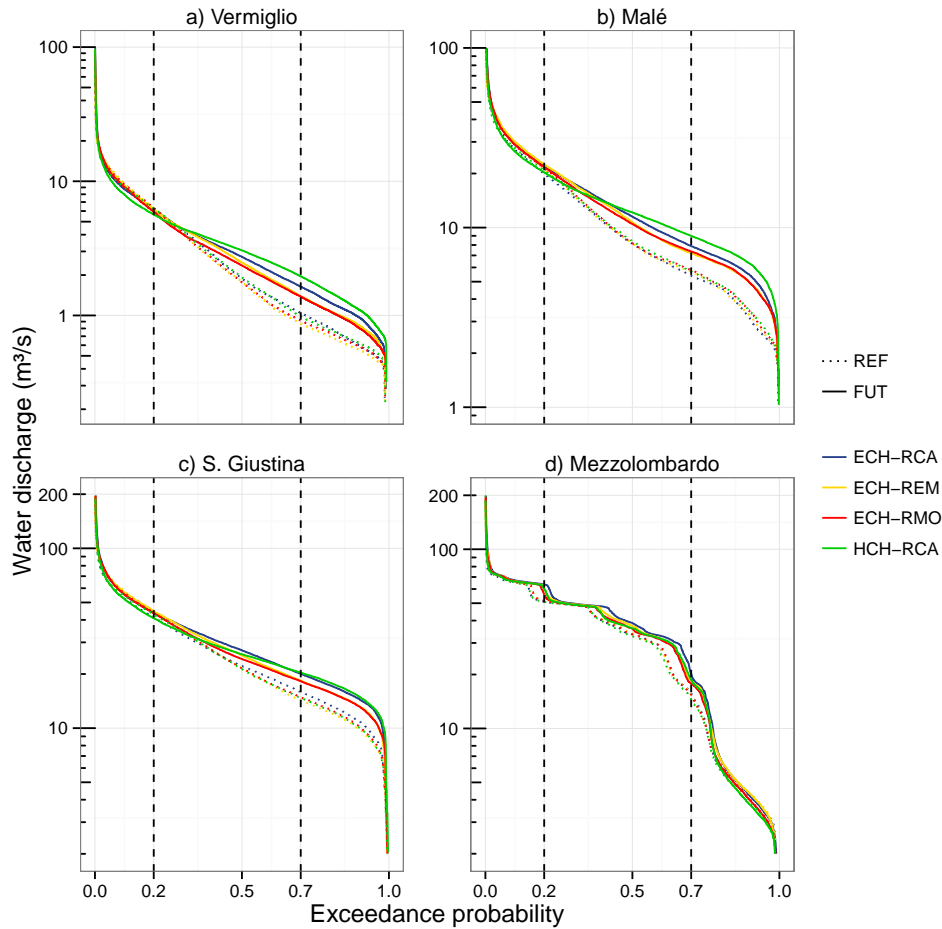 a) Vermiglio
b) Malé
100
10
1
100
10
1
REF
FUT
ECH−RCA
ECH−REM
ECH−RMO
HCH−RCA
c) S. Giustina
d) Mezzolombardo
200
100
10
200
100
10
0.0 0.2 0.5 0.7 1.0
0.0 0.2 0.5 0.7 1.0
Water discharge (m³/s)
Exceedance probability